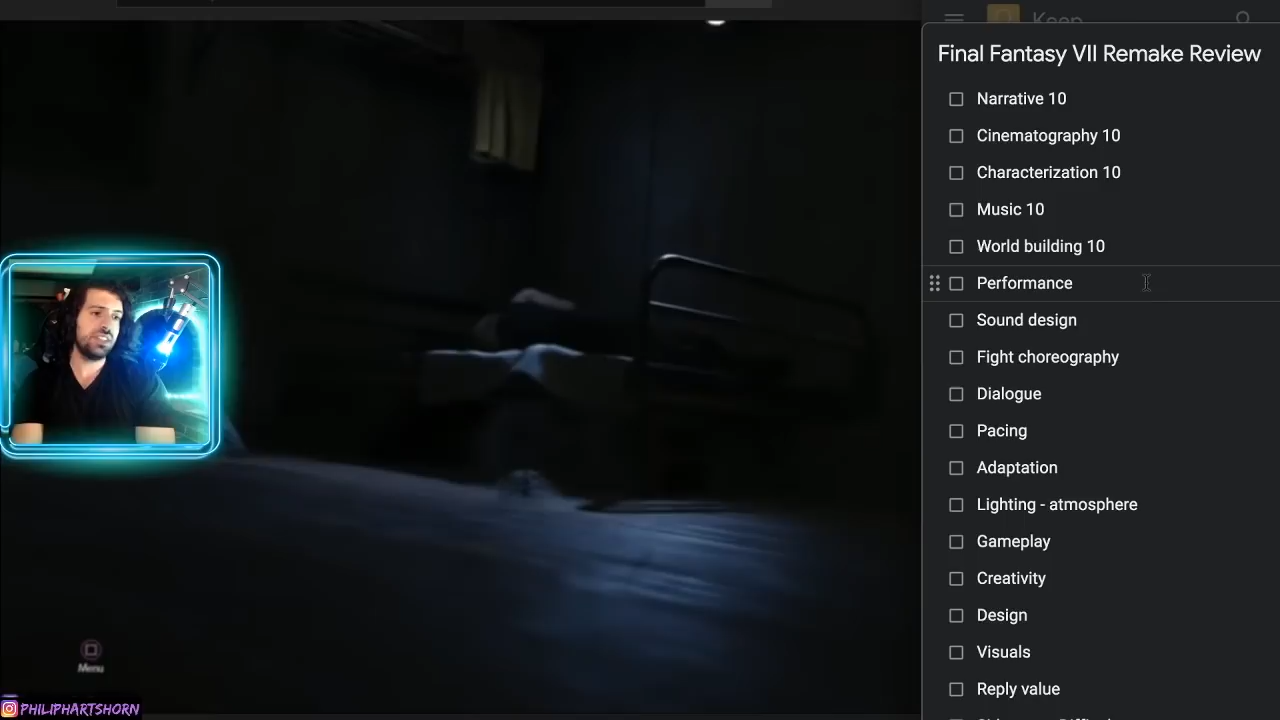 Keep
Final Fantasy VII Remake Review
Narrative 10
Cinematography 10
Characterization 10
Music 10
World building 10
Performance
Sound design
Fight choreography
Dialogue
Pacing
Adaptation
Lighting - atmosphere
Gameplay
Creativity
Design
Visuals
Reply value
Menu
PHILIPHARTSHORN